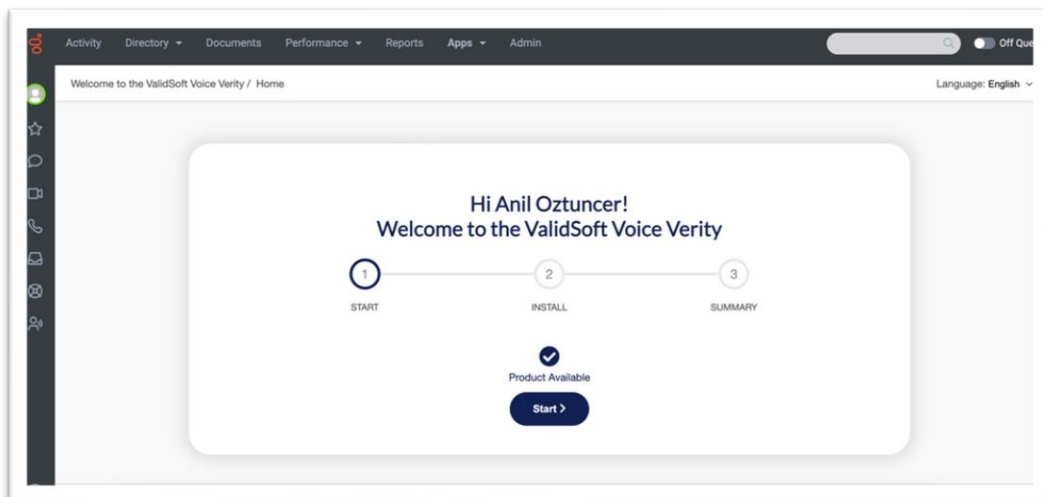 Activity Directory Documents Performance Reports Apps Admin Off Que
Welcome to the ValidSoft Voice Verity / Home Language: English
Hi Anil Oztuncer!
Welcome to the ValidSoft Voice Verity
1 2 3
START INSTALL SUMMARY
Product Available
Start >